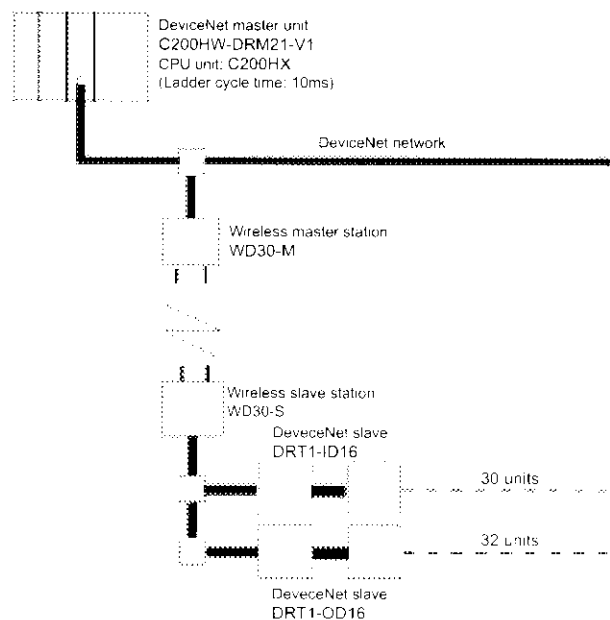 DeviceNet master unit
C200HW-DRM21-V1
CPU unit: C200HX
(Ladder cycle time: 10ms)
DeviceNet network
Wireless master station
WD30-M
Wireless slave station
WD30-S
DeveceNet slave
DRT1-ID16
30 units
32 units
DeveceNet slave
DRT1-OD16